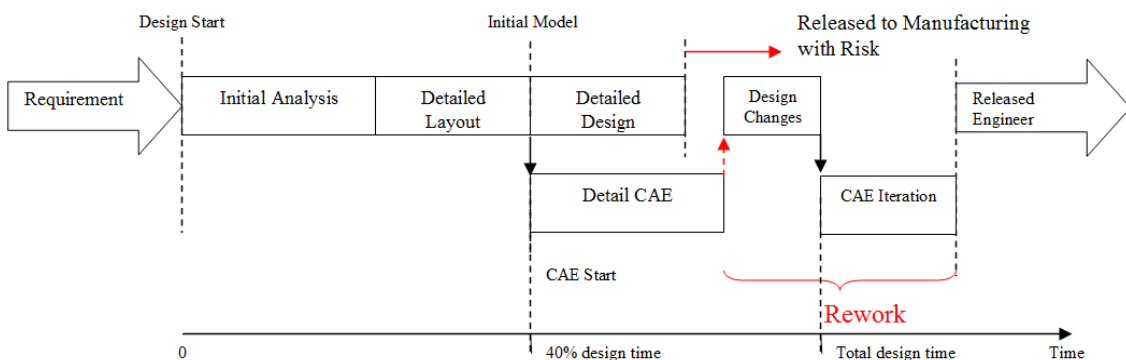 Design Start
Initial Model
Released to Manufacturing
with Risk
Requirement
Initial Analysis
Detailed
Layout
Detailed
Design
Design
Changes
Released
Engineer
Detail CAE
CAE Iteration
CAE Start
Rework
0
40% design time
Total design time
Time